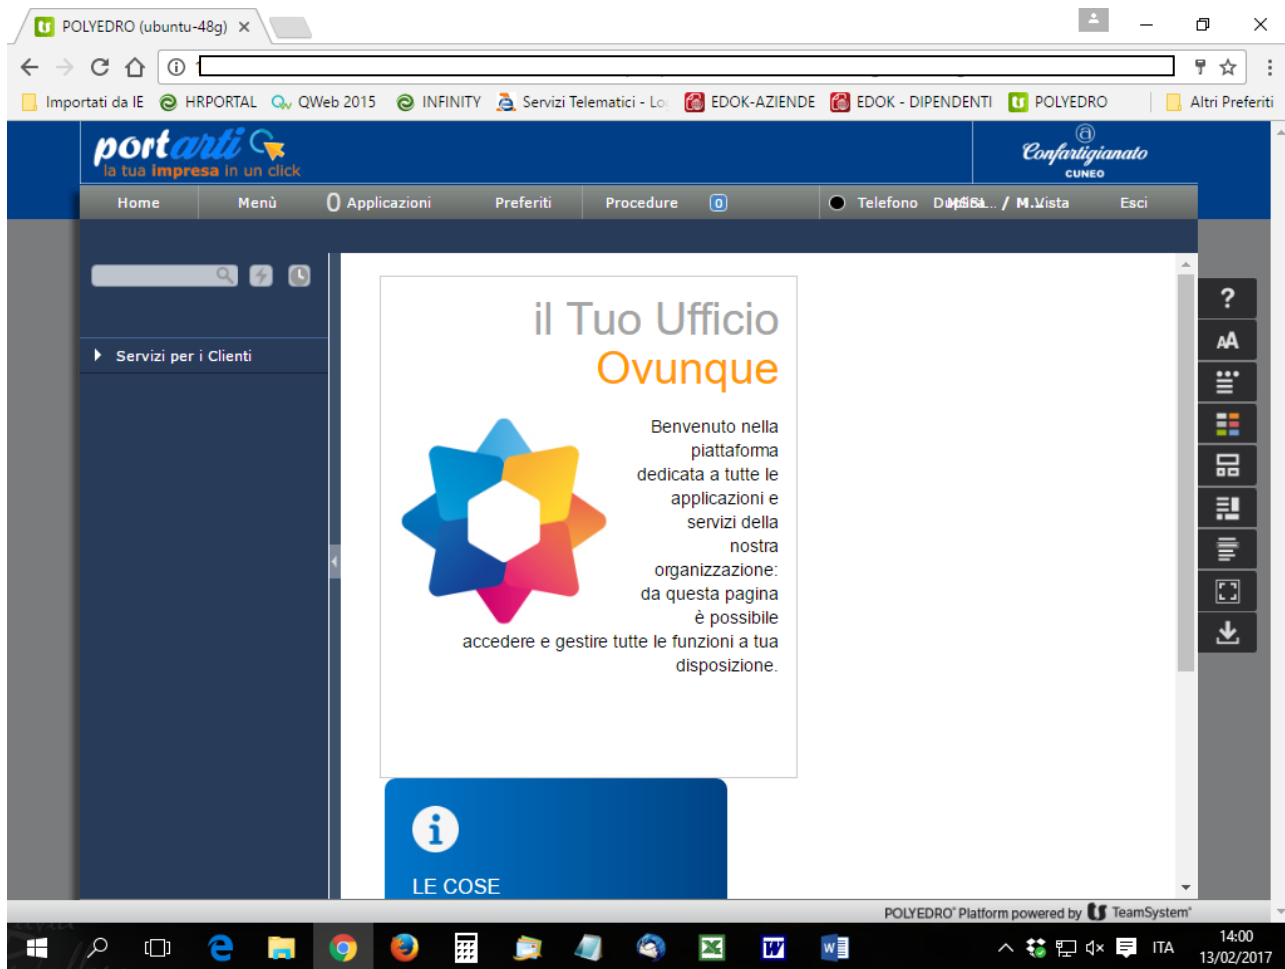 POLYEDRO (ubuntu-48g)
Importati da IE HRPORTAL QWeb 2015 INFINITY Servizi Telematici - Lo EDOK-AZIENDE EDOK - DIPENDENTI POLYEDRO Altri Preferiti
portarti
la tua impresa in un click
Confartigianato
CUNEO
Home Menù 0 Applicazioni Preferiti Procedure 0 Telefono / M. Vista Esci
Servizi per i Clienti
il Tuo Ufficio
Ovunque
Benvenuto nella
piattaforma
dedicata a tutte le
applicazioni e
servizi della
nostra
organizzazione:
da questa pagina
è possibile
accedere e gestire tutte le funzioni a tua
disposizione.
?
AA
i
LE COSE
POLYEDRO® Platform powered by TeamSystem®
ITA
14:00
13/02/2017